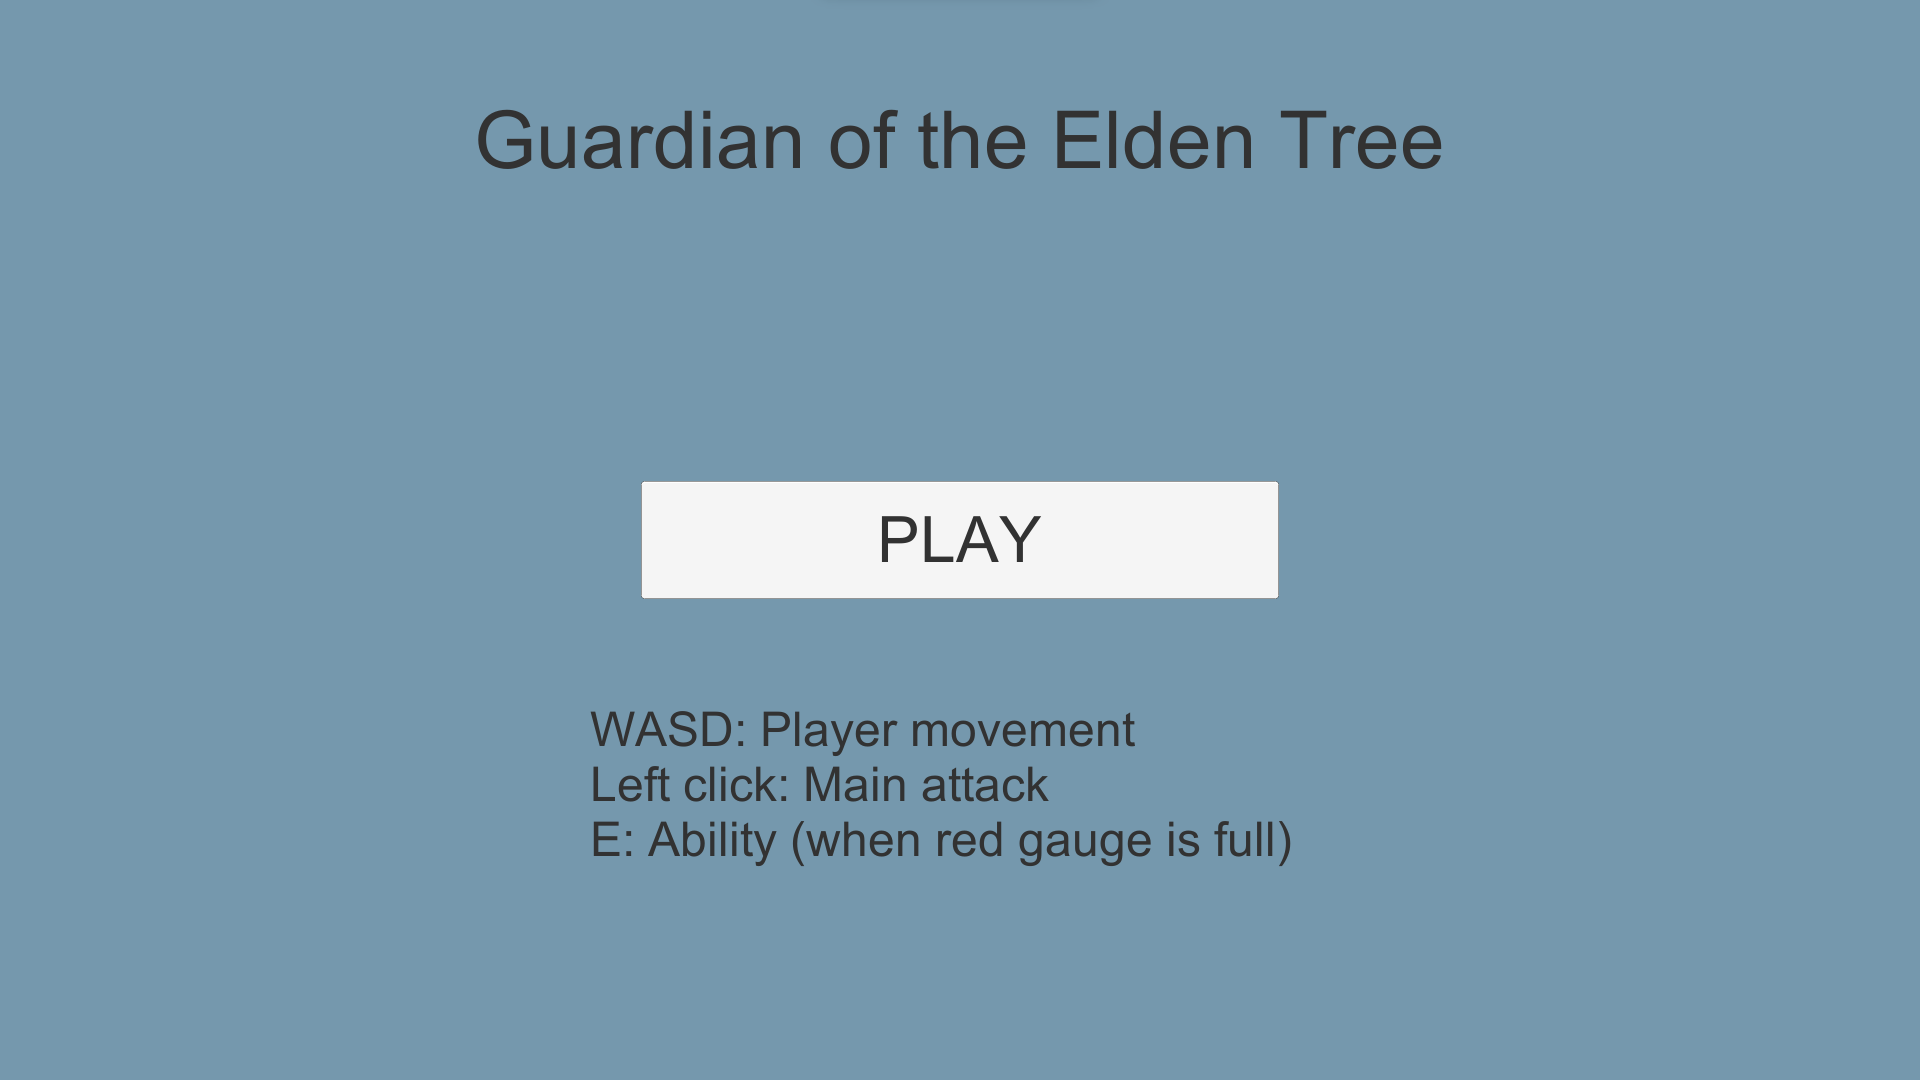 Guardian of the Elden Tree
PLAY
WASD: Player movement
Left click: Main attack
E: Ability (when red gauge is full)